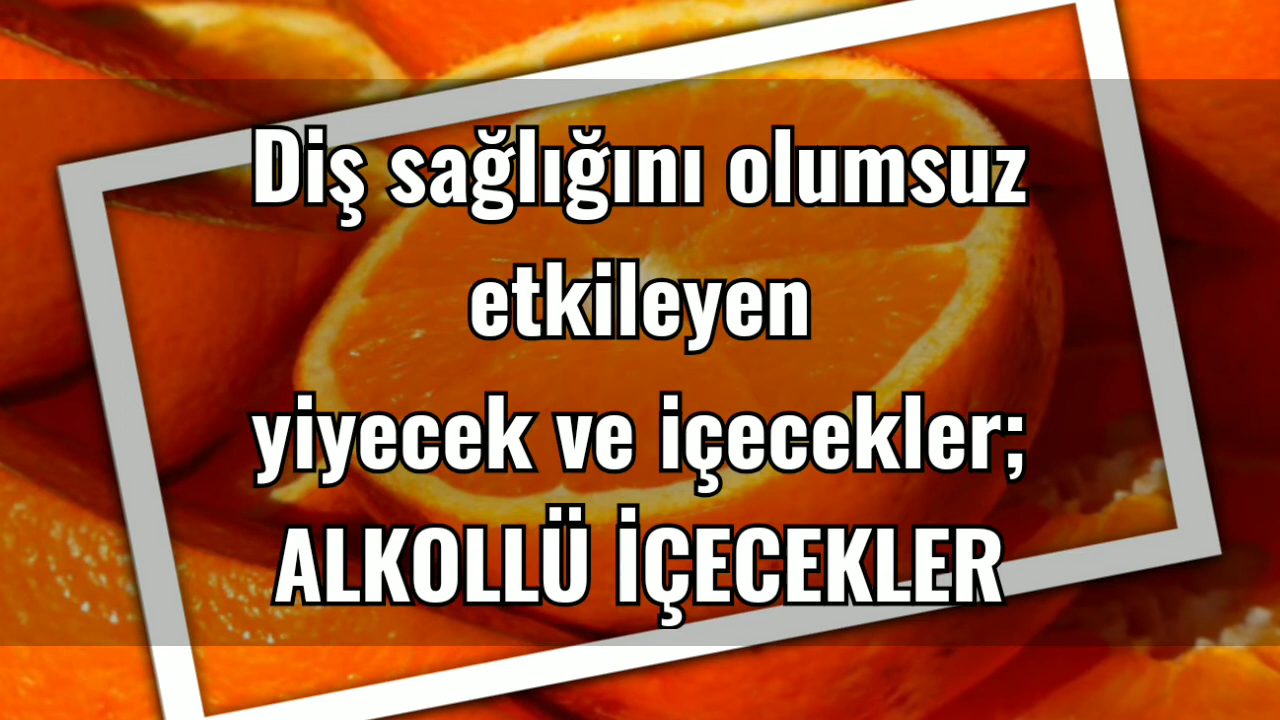 Diş sağlığını olumsuz
etkileyen
yiyecek ve içecekler;
ALKOLLÜ İÇECEKLER